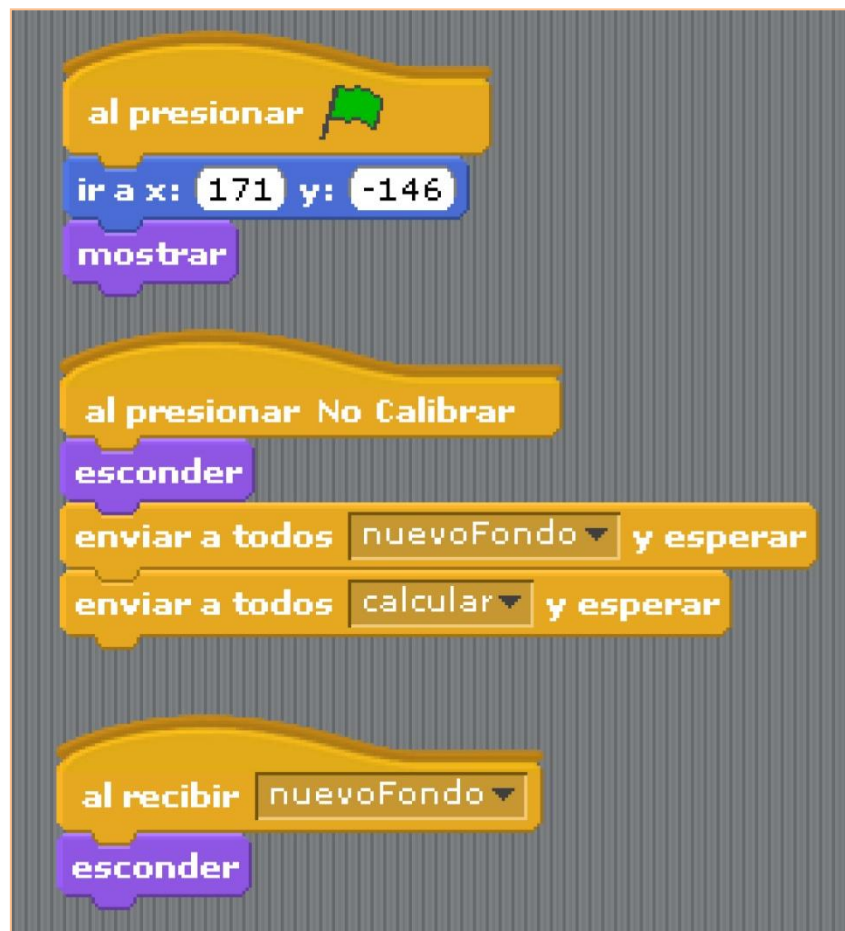 al presionar
ir a x: 171 y: -146
mostrar
al presionar No Calibrar
esconder
enviar a todos nuevoFondo y esperar
enviar a todos calcular y esperar
al recibir nuevoFondo
esconder